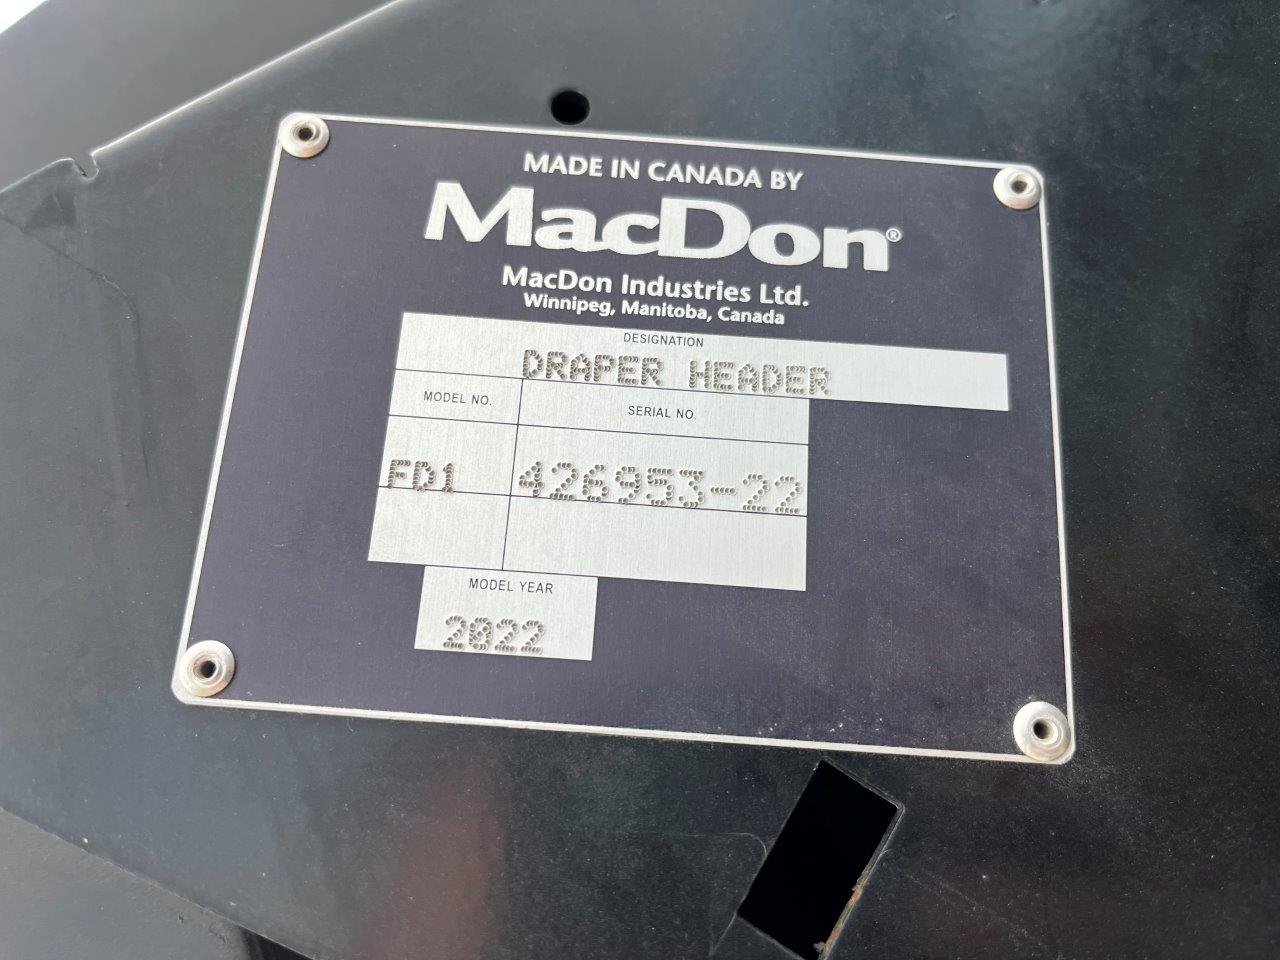 MADE IN CANADA BY
MacDon®
MacDon Industries Ltd.
Winnipeg, Manitoba, Canada
DESIGNATION
DRAPER HEADER
MODEL NO. SERIAL NO.
FD1 426953-22
MODEL YEAR
2022